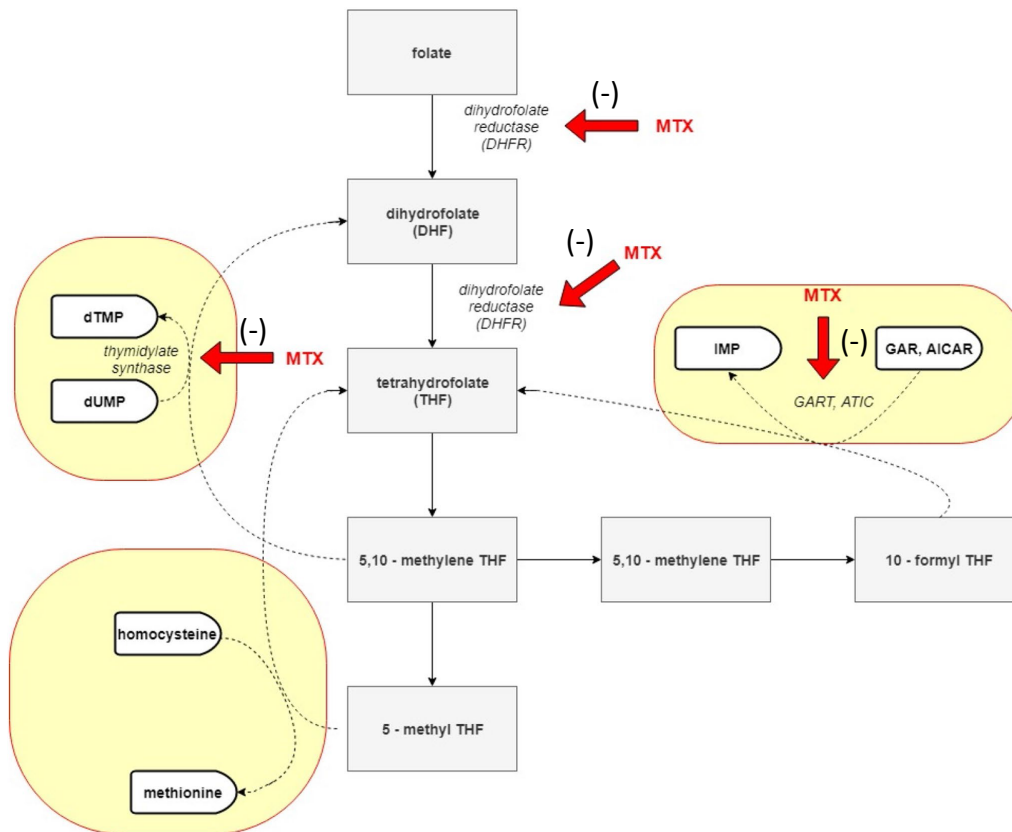 folate
(-)
dihydrofolate
reductase
(DHFR)
MTX
dihydrofolate
(DHF)
(-)
MTX
dihydrofolate
reductase
(DHFR)
MTX
dTMP
(-)
thymidylate
synthase
MTX
dUMP
IMP
(-)
GAR, AICAR
GART, ATIC
tetrahydrofolate
(THF)
5,10 - methylene THF
5,10 - methylene THF
10 - formyl THF
homocysteine
5 - methyl THF
methionine